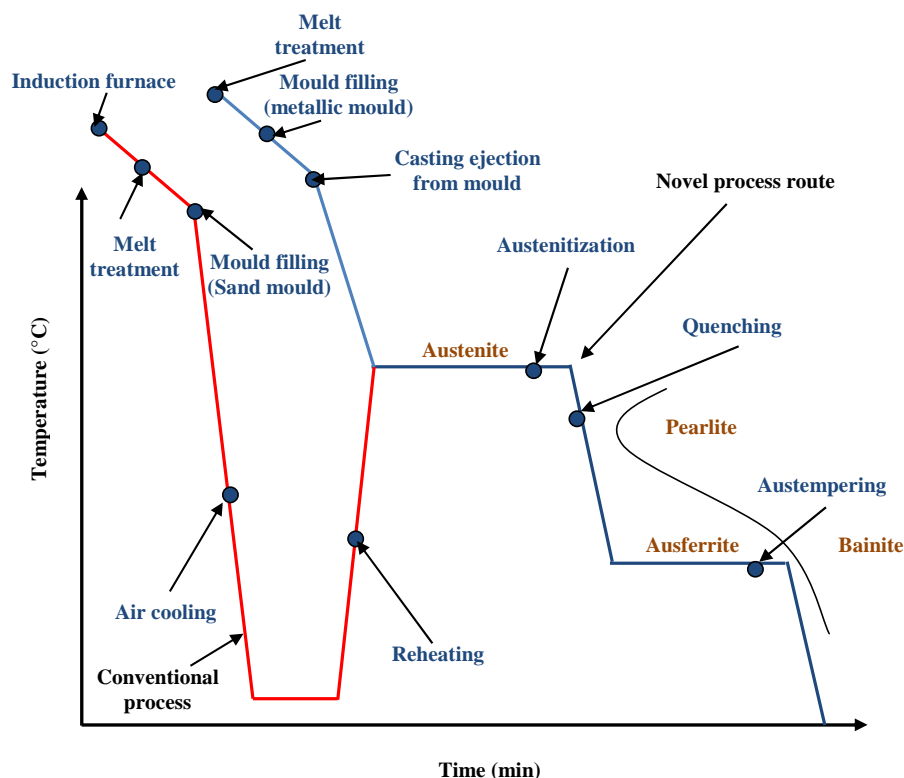 Melt
treatment
Induction furnace
Mould filling
(metallic mould)
Casting ejection
from mould
Novel process route
Melt
treatment
Mould filling
(Sand mould)
Austenitization
Quenching
Austenite
Temperature (°C)
Pearlite
Austempering
Ausferrite
Bainite
Air cooling
Reheating
Conventional
process
Time (min)